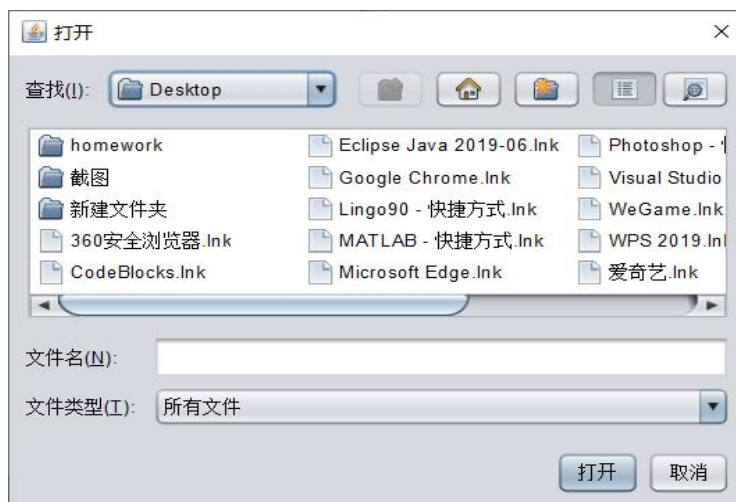 打开
查找(I): Desktop
homework Eclipse Java 2019-06.lnk Photoshop -
截图 Google Chrome.lnk Visual Studio
新建文件夹 Lingo90 - 快捷方式.lnk WeGame.lnk
360安全浏览器.lnk MATLAB - 快捷方式.lnk WPS 2019.lnk
CodeBlocks.lnk Microsoft Edge.lnk 爱奇艺.lnk
文件名(N):
文件类型(T): 所有文件
打开 取消